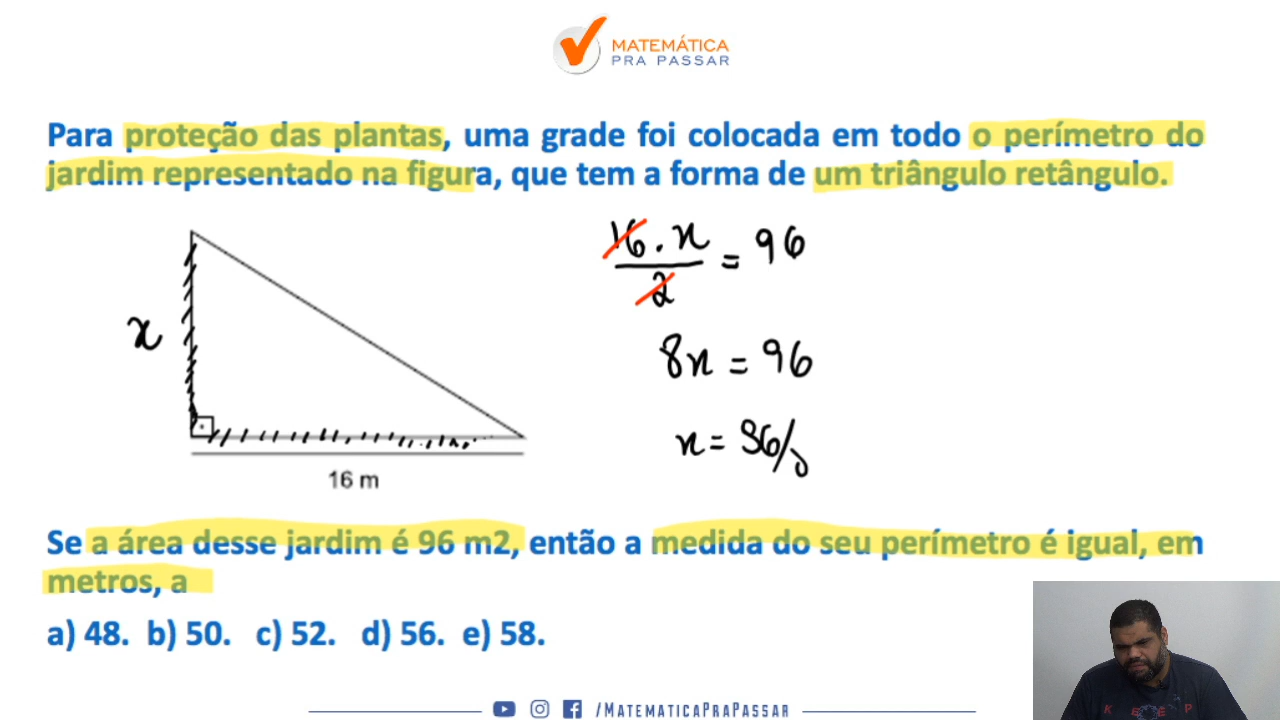 MATEMÁTICA
PRA PASSAR
Para proteção das plantas, uma grade foi colocada em todo o perímetro do
jardim representado na figura, que tem a forma de um triângulo retângulo.
16 . x
2
= 96
x
8x = 96
x = 96/8
16 m
Se a área desse jardim é 96 m2, então a medida do seu perímetro é igual, em
metros, a
a) 48. b) 50. c) 52. d) 56. e) 58.
KEEP
/MATEMATICAPRAPASSAR